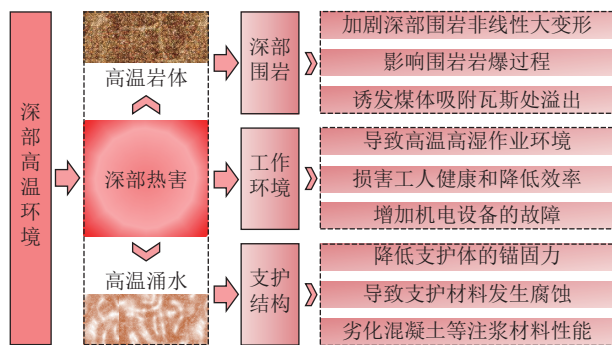 深部高温环境
高温岩体
深部热害
高温涌水
深部
围岩
工作
环境
支护
结构
加剧深部围岩非线性大变形
影响围岩岩爆过程
诱发煤体吸附瓦斯处溢出
导致高温高湿作业环境
损害工人健康和降低效率
增加机电设备的故障
降低支护体的锚固力
导致支护材料发生腐蚀
劣化混凝土等注浆材料性能